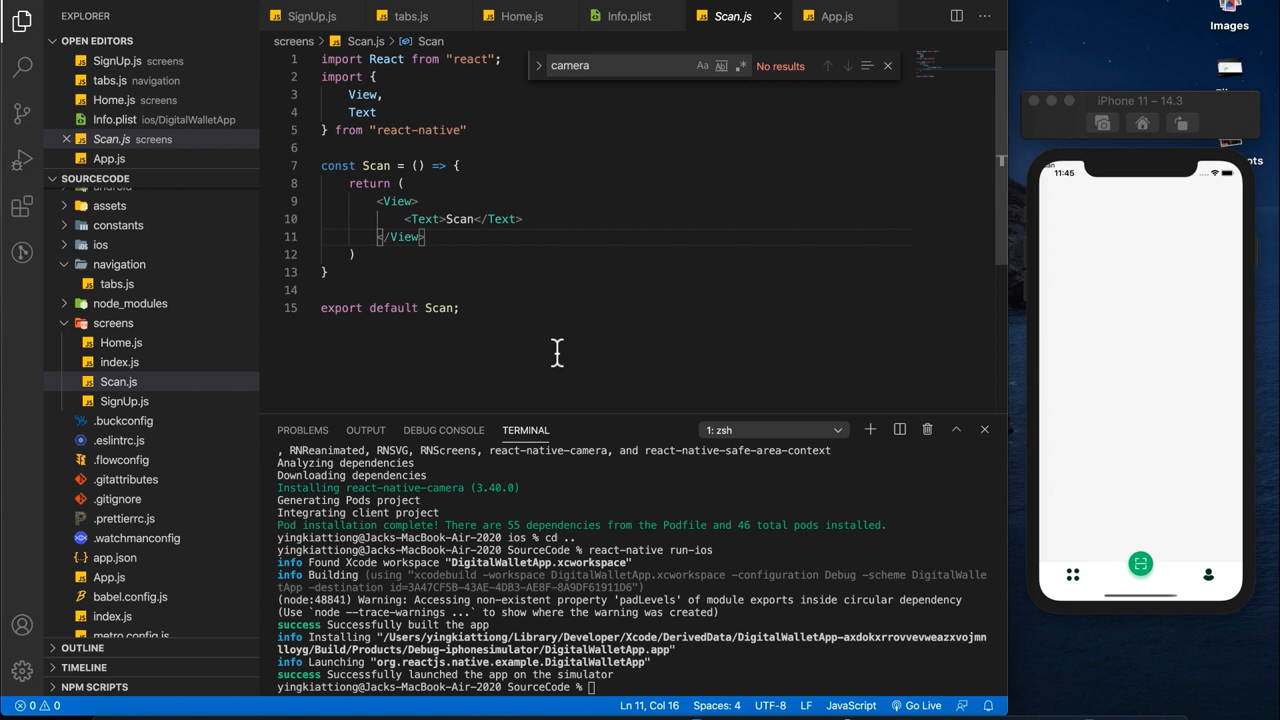 EXPLORER
OPEN EDITORS
SignUp.js screens
tabs.js navigation
Home.js screens
Info.plist ios/DigitalWalletApp
Scan.js screens
App.js
SOURCECODE
android
assets
constants
ios
navigation
tabs.js
node_modules
screens
Home.js
index.js
Scan.js
SignUp.js
.buckconfig
.eslintrc.js
.flowconfig
.gitattributes
.gitignore
.prettierrc.js
.watchmanconfig
app.json
App.js
babel.config.js
index.js
metro.config.js
OUTLINE
TIMELINE
NPM SCRIPTS
SignUp.js
tabs.js
Home.js
Info.plist
Scan.js
App.js
screens > Scan.js > Scan
camera
Aa Ab| .* No results
1 import React from "react";
2 import {
3 View,
4 Text
5 } from "react-native"
6
7 const Scan = () => {
8 return (
9 <View>
10 <Text>Scan</Text>
11 </View>
12 )
13 }
14
15 export default Scan;
PROBLEMS OUTPUT DEBUG CONSOLE TERMINAL
1: zsh
, RNReanimated, RNSVG, RNScreens, react-native-camera, and react-native-safe-area-context
Analyzing dependencies
Downloading dependencies
Installing react-native-camera (3.40.0)
Generating Pods project
Integrating client project
Pod installation complete! There are 55 dependencies from the Podfile and 46 total pods installed.
yingkiattiong@Jacks-MacBook-Air-2020 ios % cd ..
yingkiattiong@Jacks-MacBook-Air-2020 SourceCode % react-native run-ios
info Found Xcode workspace "DigitalWalletApp.xcworkspace"
info Building (using "xcodebuild -workspace DigitalWalletApp.xcworkspace -configuration Debug -scheme DigitalWalle
tApp -destination id=3A47CF5B-43AE-4DB3-AE8F-8A9DF61911D6")
(node:48841) Warning: Accessing non-existent property 'padLevels' of module exports inside circular dependency
(Use `node --trace-warnings ...` to show where the warning was created)
success Successfully built the app
info Installing "/Users/yingkiattiong/Library/Developer/Xcode/DerivedData/DigitalWalletApp-axdokxrrovvevweazxvojmn
lloyg/Build/Products/Debug-iphonesimulator/DigitalWalletApp.app"
info Launching "org.reactjs.native.example.DigitalWalletApp"
success Successfully launched the app on the simulator
yingkiattiong@Jacks-MacBook-Air-2020 SourceCode %
0 0
Ln 11, Col 16 Spaces: 4 UTF-8 LF JavaScript Go Live
Images
iPhone 11 – 14.3
11:45